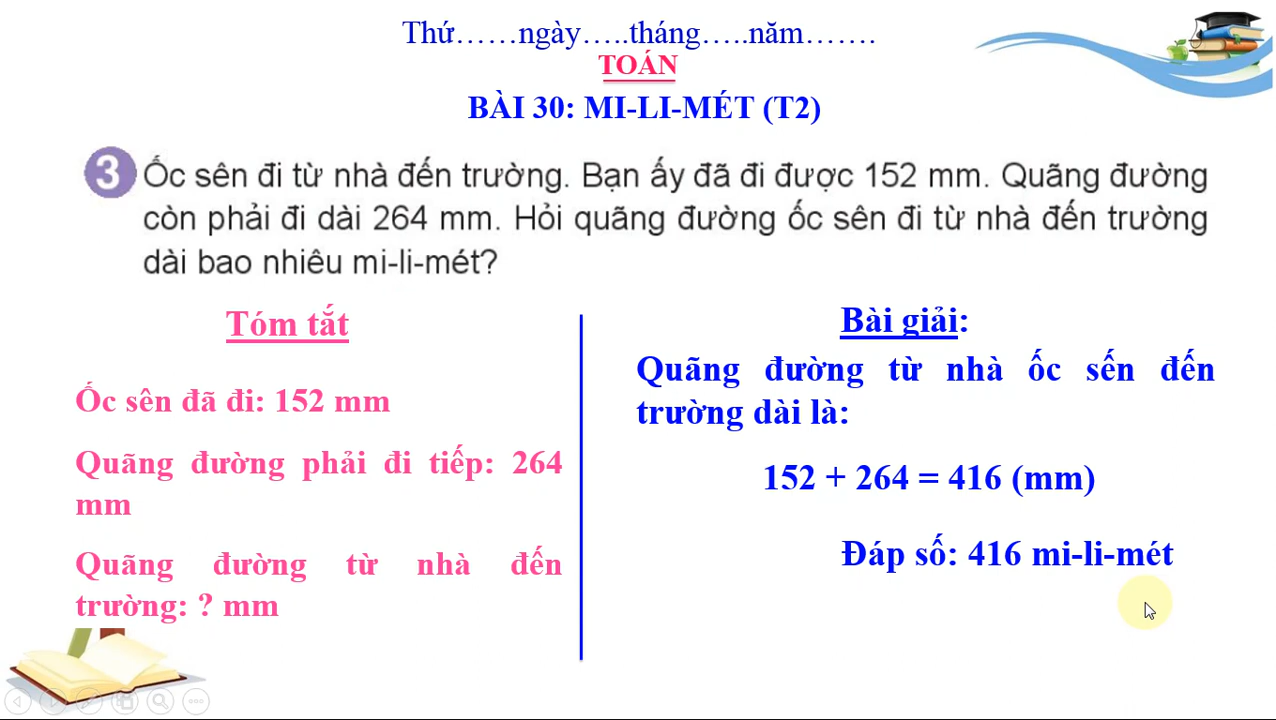 Thứ……ngày…..tháng…..năm…….
TOÁN
BÀI 30: MI-LI-MÉT (T2)
3 Ốc sên đi từ nhà đến trường. Bạn ấy đã đi được 152 mm. Quãng đường
còn phải đi dài 264 mm. Hỏi quãng đường ốc sên đi từ nhà đến trường
dài bao nhiêu mi-li-mét?
Tóm tắt
Ốc sên đã đi: 152 mm
Quãng đường phải đi tiếp: 264
mm
Quãng đường từ nhà đến
trường: ? mm
Bài giải:
Quãng đường từ nhà ốc sến đến
trường dài là:
152 + 264 = 416 (mm)
Đáp số: 416 mi-li-mét